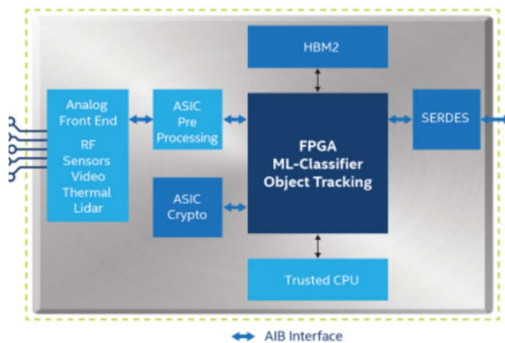 HBM2
Analog
Front End
RF
Sensors
Video
Thermal
Lidar
ASIC
Pre
Processing
FPGA
ML-Classifier
Object Tracking
SERDES
ASIC
Crypto
Trusted CPU
AIB Interface